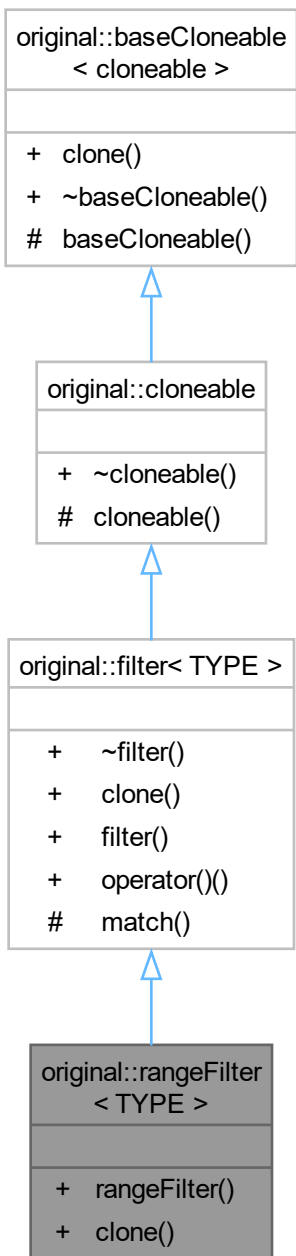 original::baseCloneable
< cloneable >
+ clone()
+ ~baseCloneable()
# baseCloneable()
original::cloneable
+ ~cloneable()
# cloneable()
original::filter< TYPE >
+ ~filter()
+ clone()
+ filter()
+ operator()()
# match()
original::rangeFilter
< TYPE >
+ rangeFilter()
+ clone()